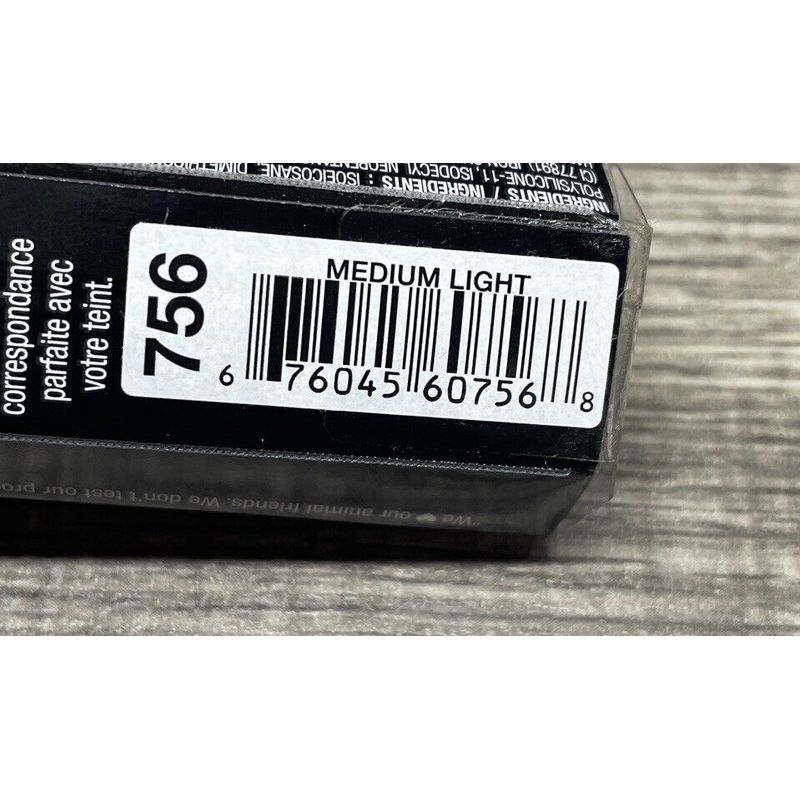 INGREDIENTS / INGRÉDIENTS : ISOEICOSANE, DIMETHICONE
POLYSILICONE-11, ISODECYL NEOPENTAN
(CI 77891), IRON
correspondance
parfaite avec
votre teint.
756
MEDIUM LIGHT
6 76045 60756 8
"We ♥ our animal friends. We don't test our pro